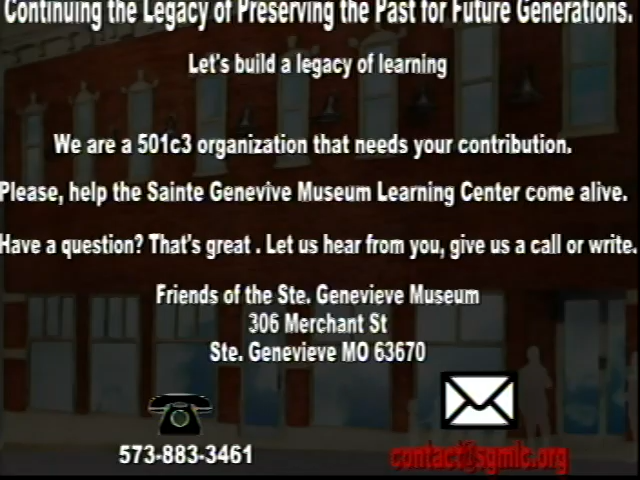 Continuing the Legacy of Preserving the Past for Future Generations.
Let's build a legacy of learning
We are a 501c3 organization that needs your contribution.
Please, help the Sainte Genevive Museum Learning Center come alive.
Have a question? That's great . Let us hear from you, give us a call or write.
Friends of the Ste. Genevieve Museum
306 Merchant St
Ste. Genevieve MO 63670
573-883-3461
contact@sgmlc.org